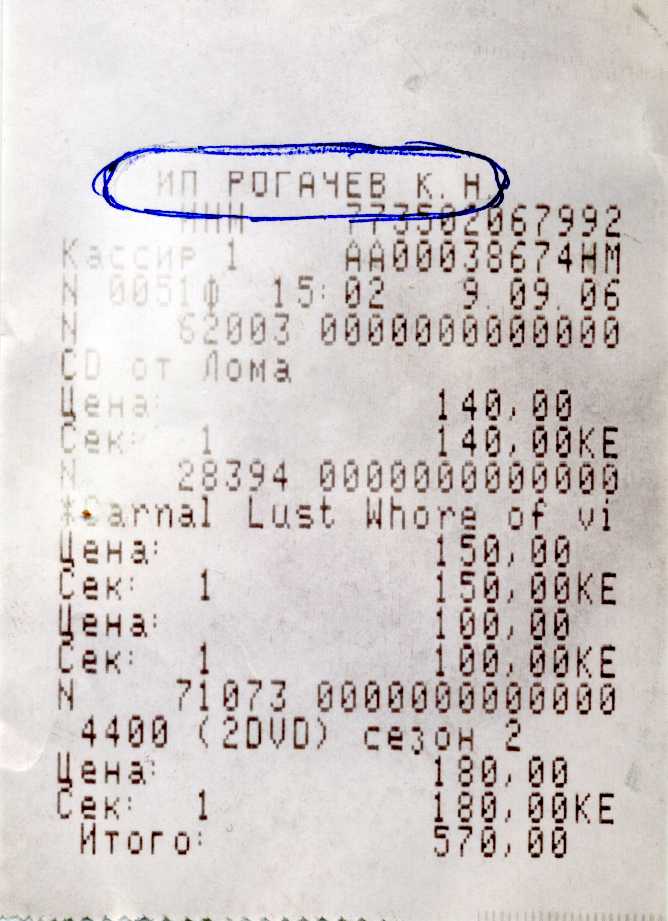 ИП РОГАЧЕВ К. Н.
ИНН 773502067992
Кассир 1 АА00038674НМ
N 0051ф 15:02 9.09.06
N 62003 0000000000000
CD от Лома
Цена: 140,00
Сек: 1 140,00КЕ
N 28394 0000000000000
*Carnal Lust Whore of vi
Цена: 150,00
Сек: 1 150,00КЕ
Цена: 100,00
Сек: 1 100,00КЕ
N 71073 0000000000000
4400 (2DVD) сезон 2
Цена: 180,00
Сек: 1 180,00КЕ
Итого: 570,00